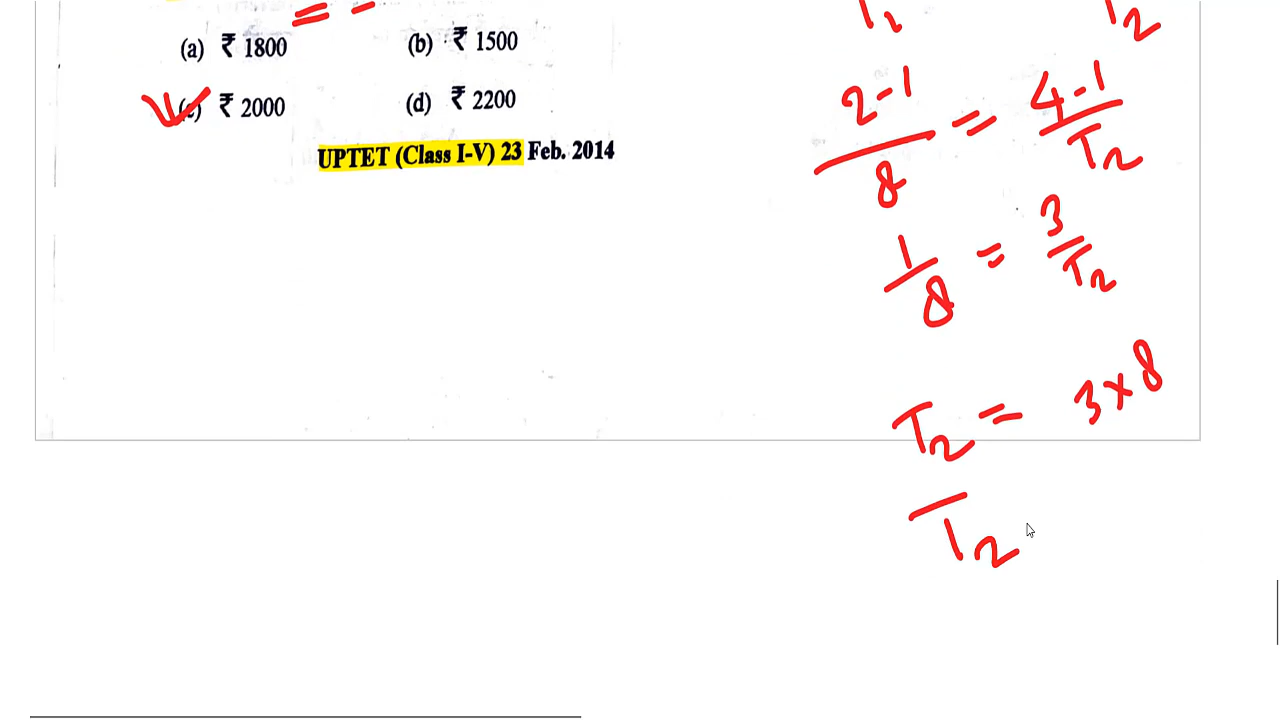 (a) ₹ 1800 (b) ₹ 1500
(c) ₹ 2000 (d) ₹ 2200
UPTET (Class I-V) 23 Feb. 2014
T₂
2-1/8 = 4-1/T₂
1/8 = 3/T₂
T₂ = 3×8
T₂